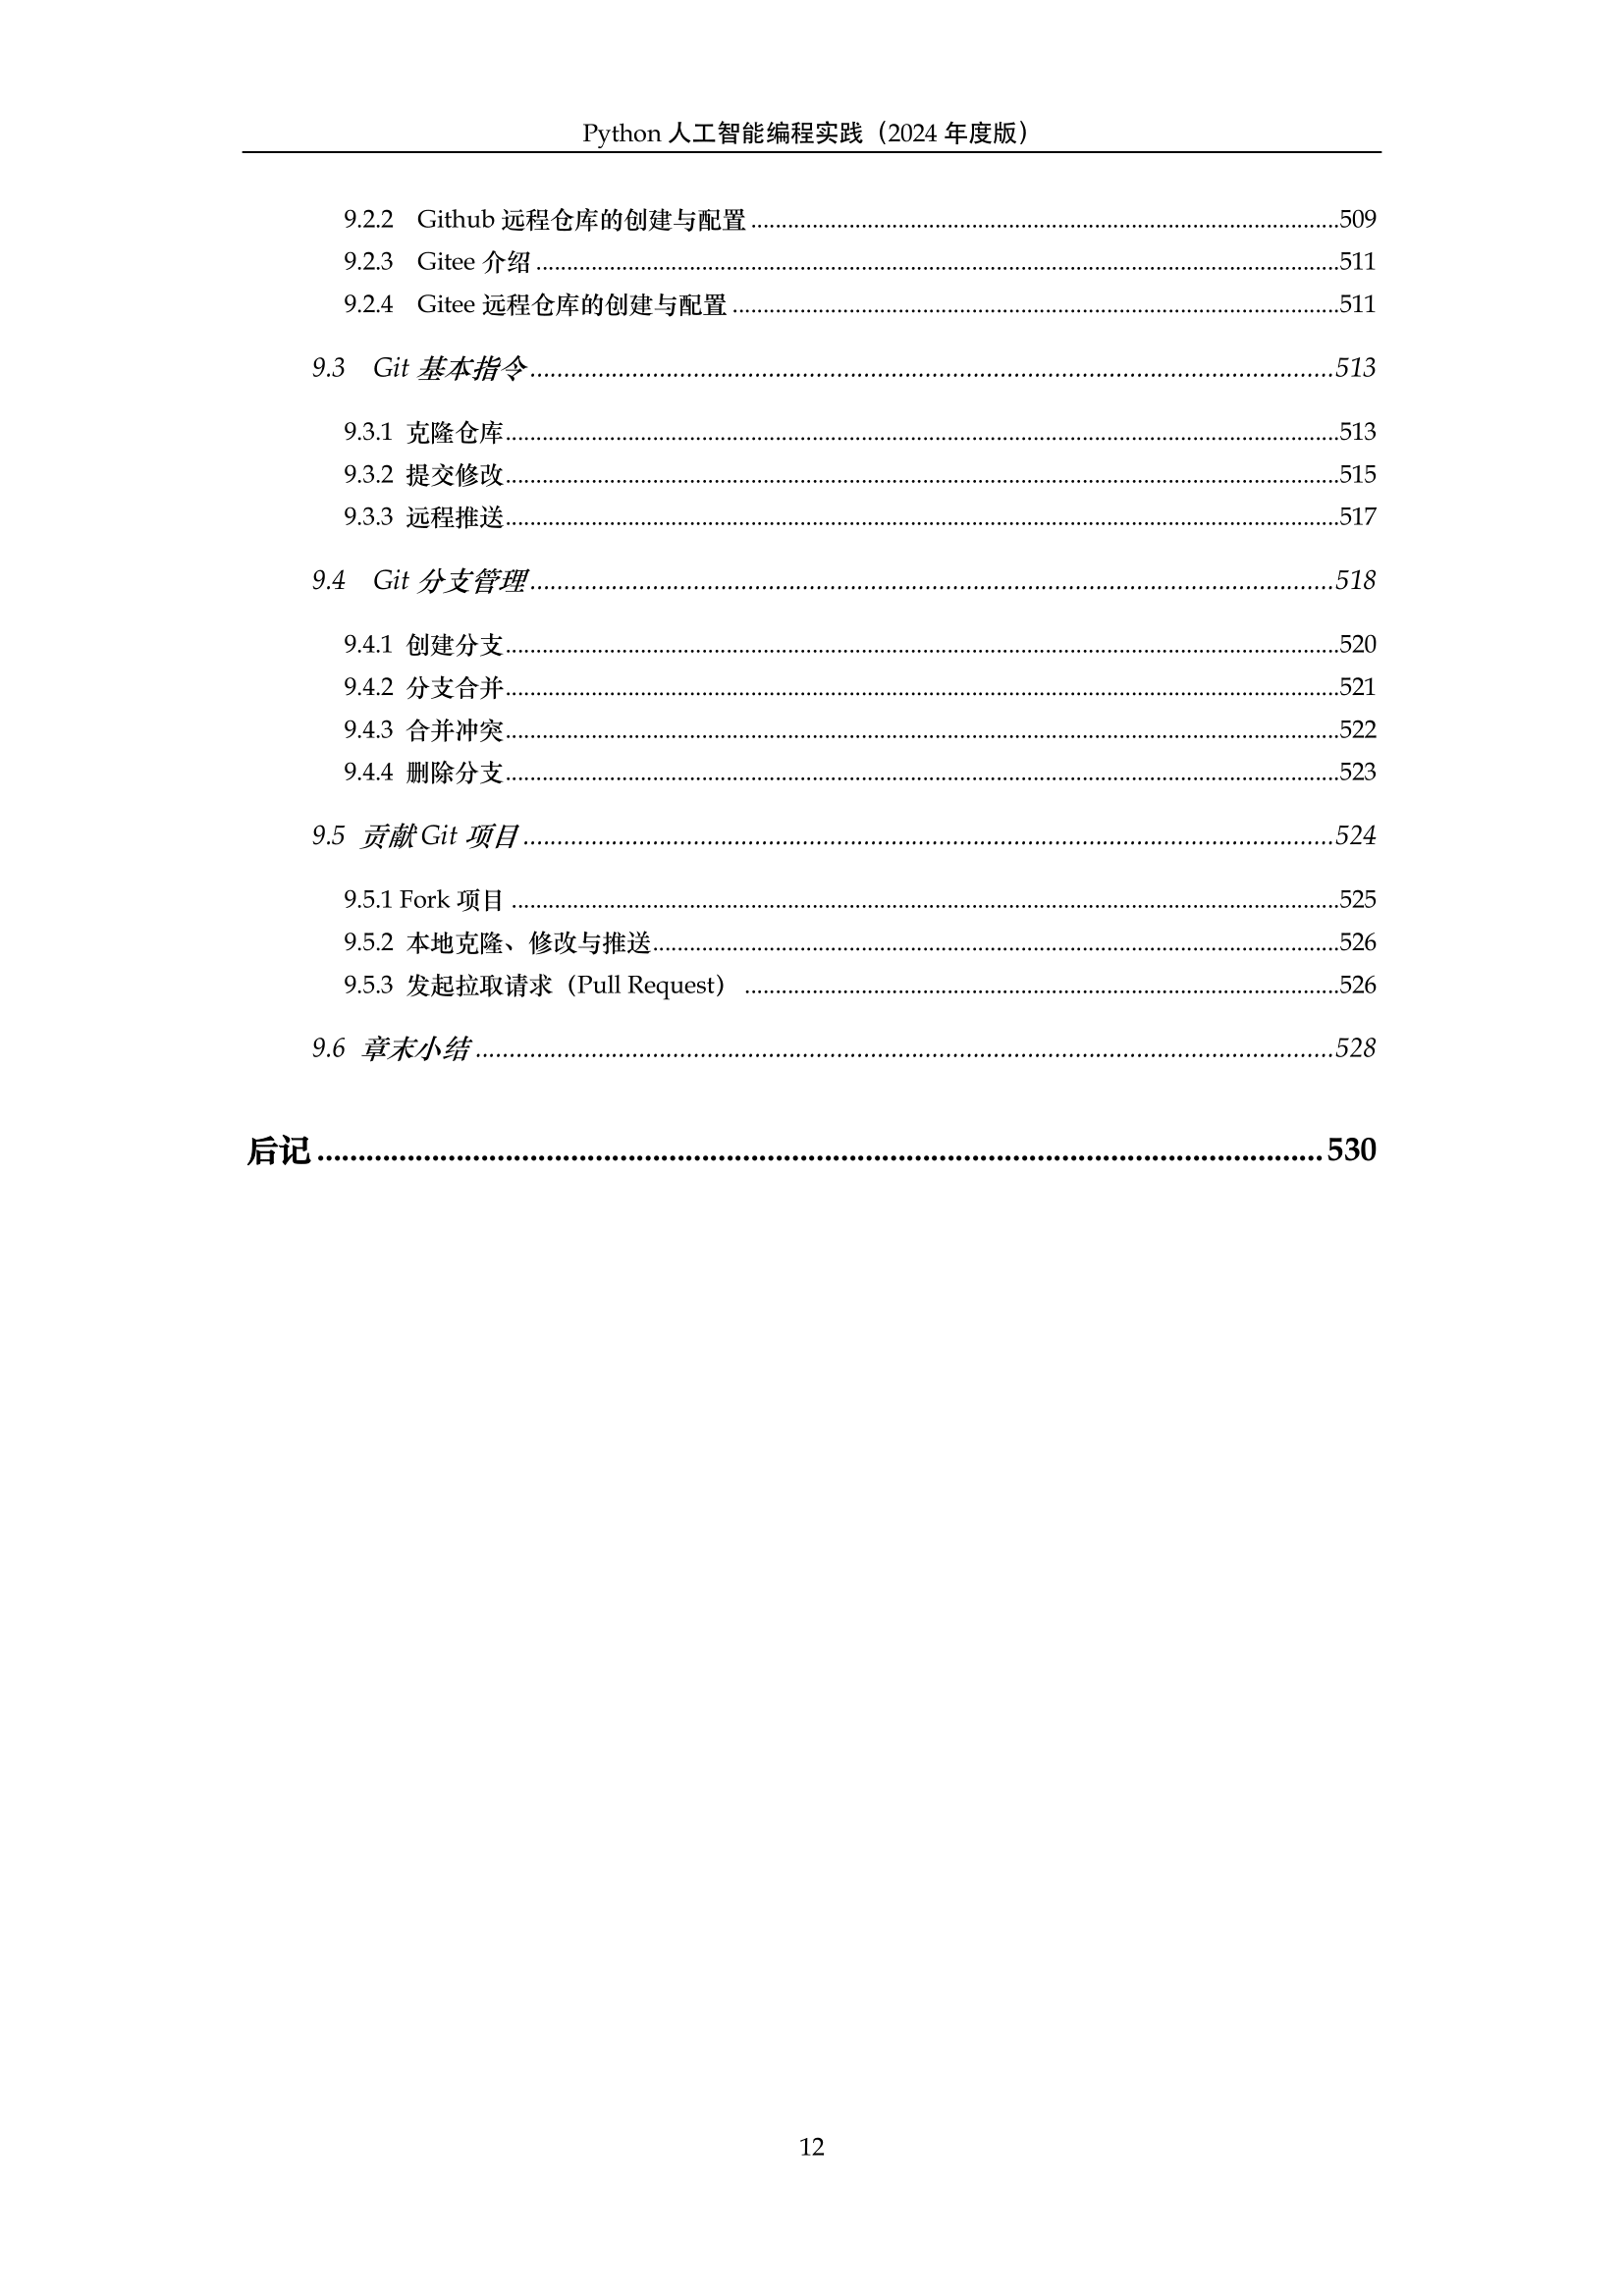 Python 人工智能编程实践（2024 年度版）
9.2.2 Github 远程仓库的创建与配置 ........ 509
9.2.3 Gitee 介绍 ........ 511
9.2.4 Gitee 远程仓库的创建与配置 ........ 511
9.3 Git 基本指令 ........ 513
9.3.1 克隆仓库 ........ 513
9.3.2 提交修改 ........ 515
9.3.3 远程推送 ........ 517
9.4 Git 分支管理 ........ 518
9.4.1 创建分支 ........ 520
9.4.2 分支合并 ........ 521
9.4.3 合并冲突 ........ 522
9.4.4 删除分支 ........ 523
9.5 贡献 Git 项目 ........ 524
9.5.1 Fork 项目 ........ 525
9.5.2 本地克隆、修改与推送 ........ 526
9.5.3 发起拉取请求（Pull Request） ........ 526
9.6 章末小结 ........ 528
后记 ........ 530
12